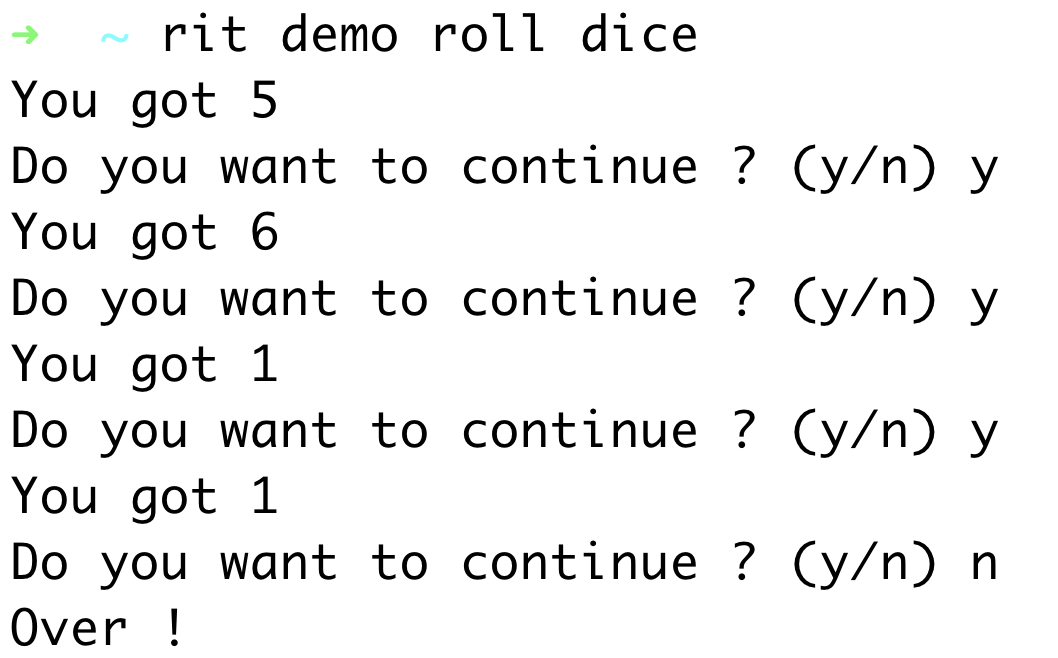 ➜  ~ rit demo roll dice
You got 5
Do you want to continue ? (y/n) y
You got 6
Do you want to continue ? (y/n) y
You got 1
Do you want to continue ? (y/n) y
You got 1
Do you want to continue ? (y/n) n
Over !